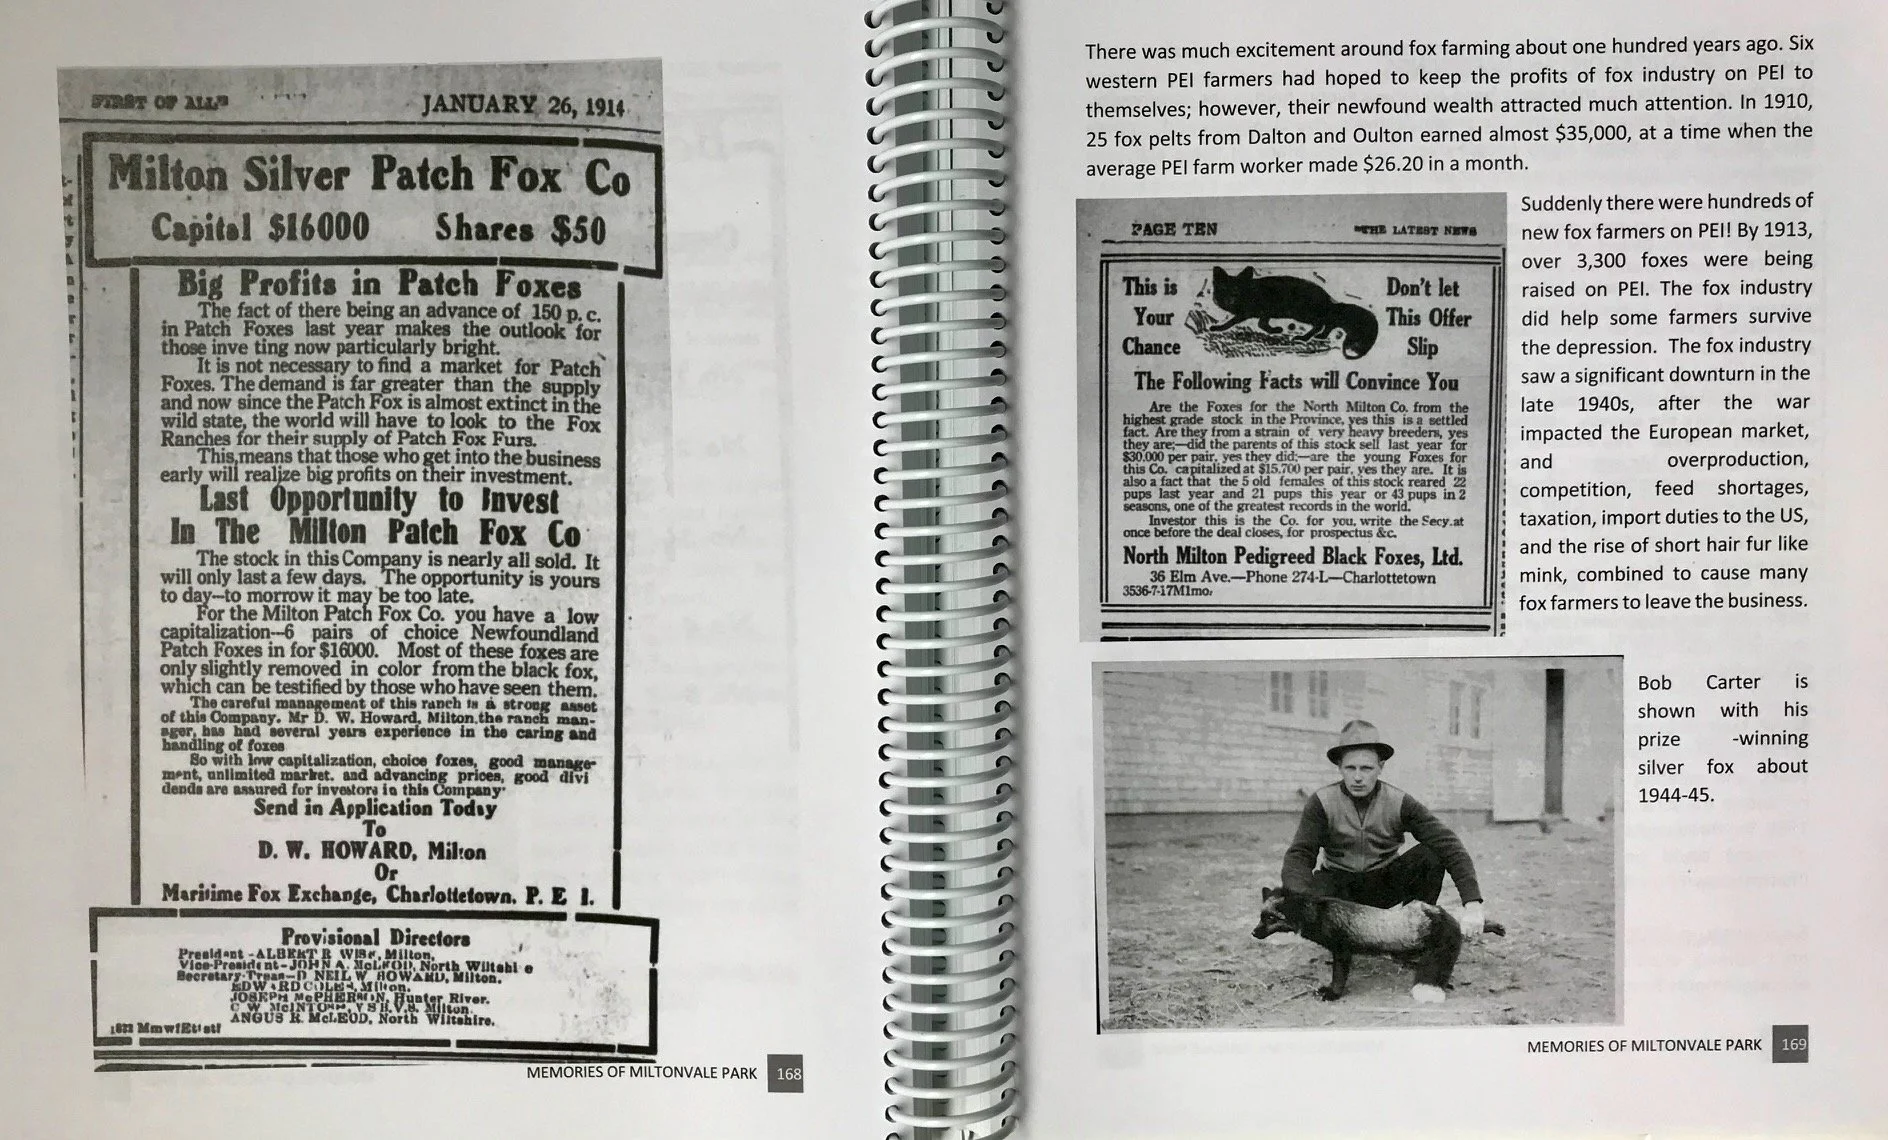 "FIRST OF ALL"
JANUARY 26, 1914
Milton Silver Patch Fox Co
Capital $16000 Shares $50
Big Profits in Patch Foxes
The fact of there being an advance of 150 p. c.
in Patch Foxes last year makes the outlook for
those inve ting now particularly bright.
It is not necessary to find a market for Patch
Foxes. The demand is far greater than the supply
and now since the Patch Fox is almost extinct in the
wild state, the world will have to look to the Fox
Ranches for their supply of Patch Fox Furs.
This, means that those who get into the business
early will realize big profits on their investment.
Last Opportunity to Invest
In The Milton Patch Fox Co
The stock in this Company is nearly all sold. It
will only last a few days. The opportunity is yours
to day—to morrow it may be too late.
For the Milton Patch Fox Co. you have a low
capitalization—6 pairs of choice Newfoundland
Patch Foxes in for $16000. Most of these foxes are
only slightly removed in color from the black fox,
which can be testified by those who have seen them.
The careful management of this ranch is a strong asset
of this Company. Mr D. W. Howard, Milton, the ranch man-
ager, has had several years experience in the caring and
handling of foxes
So with low capitalization, choice foxes, good manage-
ment, unlimited market. and advancing prices, good divi
dends are assured for investors in this Company.
Send in Application Today
To
D. W. HOWARD, Milton
Or
Maritime Fox Exchange, Charlottetown, P. E I.
Provisional Directors
President -ALBERT R WISE, Milton,
Vice-President-JOHN A. McLEOD, North Wiltshi e
Secretary-Treas—D NEIL W HOWARD, Milton.
EDWARD COLES, Milton.
JOSEPH McPHERSON, Hunter River.
C W McINTOSH, V.S. Milton
ANGUS R. McLEOD, North Wiltshire.
MEMORIES OF MILTONVALE PARK 168
There was much excitement around fox farming about one hundred years ago. Six
western PEI farmers had hoped to keep the profits of fox industry on PEI to
themselves; however, their newfound wealth attracted much attention. In 1910,
25 fox pelts from Dalton and Oulton earned almost $35,000, at a time when the
average PEI farm worker made $26.20 in a month.
PAGE TEN
"THE LATEST NEWS
This is
Your
Chance
Don't let
This Offer
Slip
The Following Facts will Convince You
Are the Foxes for the North Milton Co. from the
highest grade stock in the Province, yes this is a settled
fact. Are they from a strain of very heavy breeders, yes
they are;—did the parents of this stock sell last year for
$30.000 per pair, yes they did;—are the young Foxes for
this Co. capitalized at $15.700 per pair, yes they are. It is
also a fact that the 5 old females of this stock reared 22
pups last year and 21 pups this year or 43 pups in 2
seasons, one of the greatest records in the world.
Investor this is the Co. for you, write the Secy. at
once before the deal closes, for prospectus &c.
North Milton Pedigreed Black Foxes, Ltd.
36 Elm Ave.—Phone 274-L—Charlottetown
3536-7-17M1mo.
Suddenly there were hundreds of
new fox farmers on PEI! By 1913,
over 3,300 foxes were being
raised on PEI. The fox industry
did help some farmers survive
the depression. The fox industry
saw a significant downturn in the
late 1940s, after the war
impacted the European market,
and overproduction,
competition, feed shortages,
taxation, import duties to the US,
and the rise of short hair fur like
mink, combined to cause many
fox farmers to leave the business.
Bob Carter is
shown with his
prize -winning
silver fox about
1944-45.
MEMORIES OF MILTONVALE PARK 169